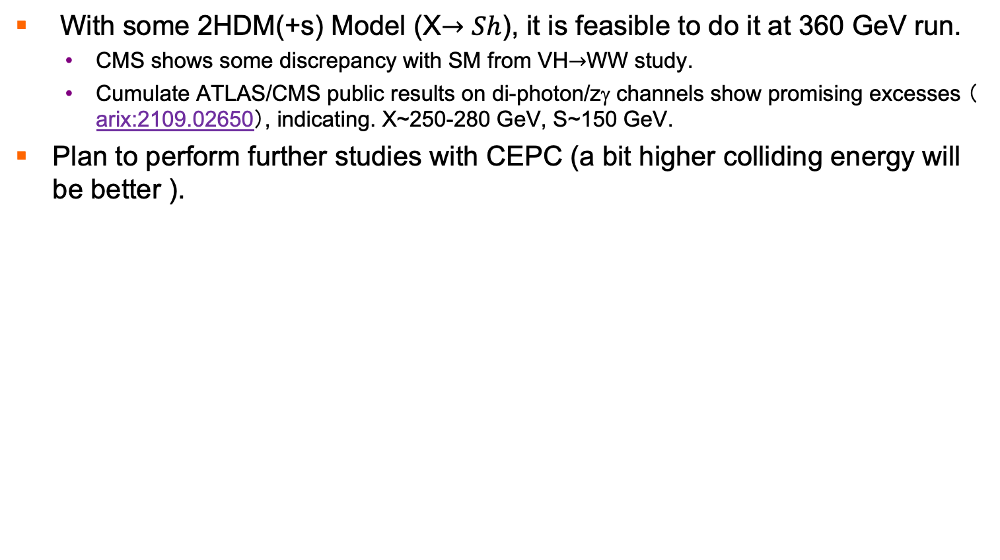 ▪ With some 2HDM(+s) Model (X→ 𝑆ℎ), it is feasible to do it at 360 GeV run.
• CMS shows some discrepancy with SM from VH→WW study.
• Cumulate ATLAS/CMS public results on di-photon/zγ channels show promising excesses（
arix:2109.02650）, indicating. X~250-280 GeV, S~150 GeV.
▪ Plan to perform further studies with CEPC (a bit higher colliding energy will
be better ).